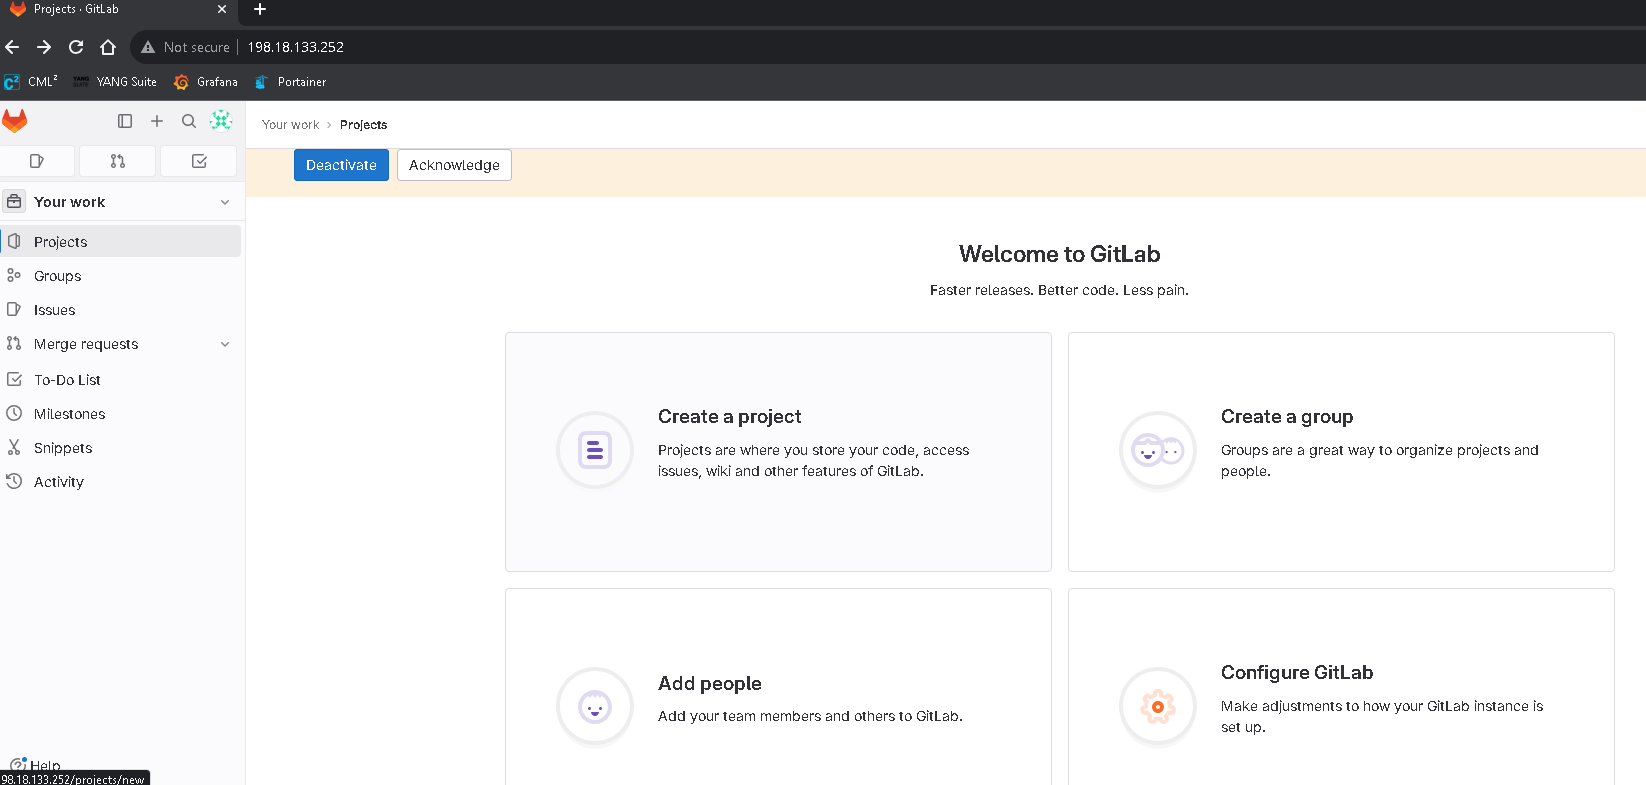 Projects · GitLab
Not secure
198.18.133.252
CML²
YANG Suite
Grafana
Portainer
Your work › Projects
Deactivate
Acknowledge
Your work
Projects
Groups
Issues
Merge requests
To-Do List
Milestones
Snippets
Activity
Help
98.18.133.252/projects/new
Welcome to GitLab
Faster releases. Better code. Less pain.
Create a project
Projects are where you store your code, access
issues, wiki and other features of GitLab.
Create a group
Groups are a great way to organize projects and
people.
Add people
Add your team members and others to GitLab.
Configure GitLab
Make adjustments to how your GitLab instance is
set up.